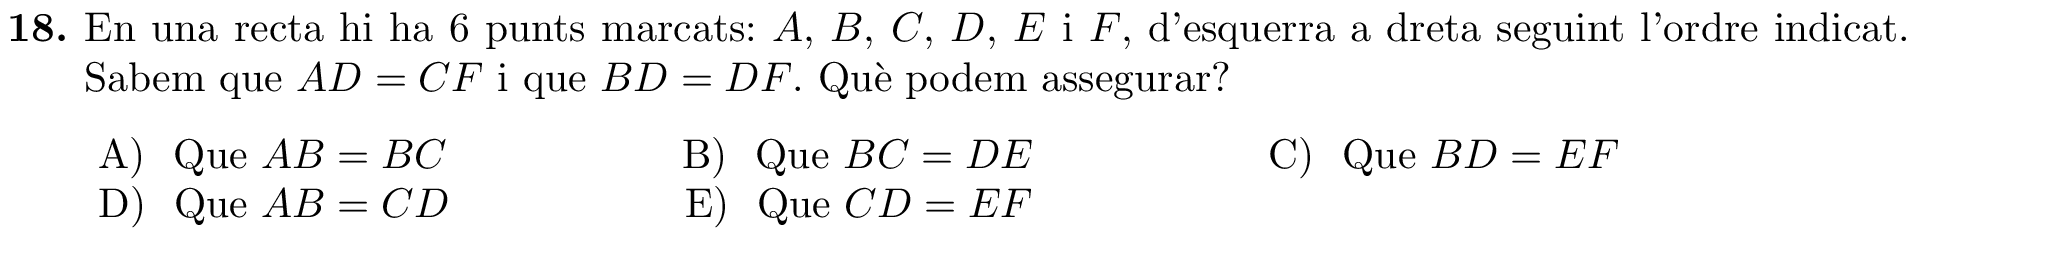 18. En una recta hi ha 6 punts marcats: A, B, C, D, E i F, d'esquerra a dreta seguint l'ordre indicat.
Sabem que AD = CF i que BD = DF. Què podem assegurar?
A) Que AB = BC B) Que BC = DE C) Que BD = EF
D) Que AB = CD E) Que CD = EF